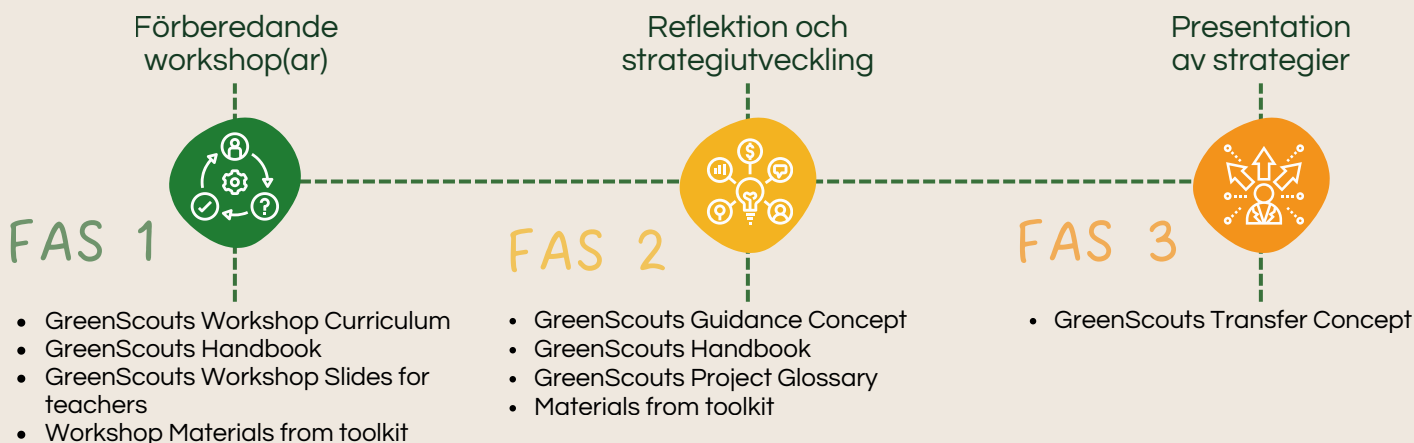 Förberedande
workshop(ar)
FAS 1
• GreenScouts Workshop Curriculum
• GreenScouts Handbook
• GreenScouts Workshop Slides for
teachers
• Workshop Materials from toolkit
Reflektion och
strategiutveckling
FAS 2
• GreenScouts Guidance Concept
• GreenScouts Handbook
• GreenScouts Project Glossary
• Materials from toolkit
Presentation
av strategier
FAS 3
• GreenScouts Transfer Concept